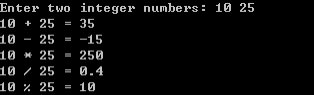 Enter two integer numbers: 10 25
10 + 25 = 35
10 - 25 = -15
10 * 25 = 250
10 / 25 = 0.4
10 % 25 = 10